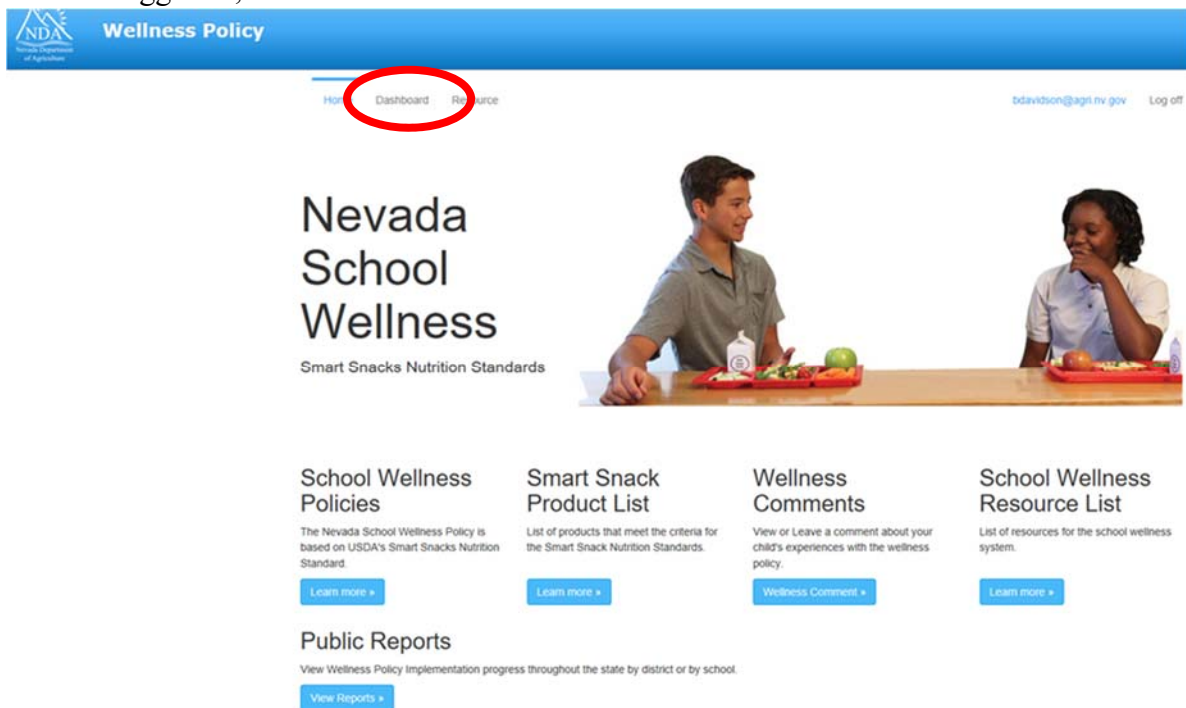 NDA
Nevada Department
of Agriculture
Wellness Policy
Dashboard
bdavidson@agri.nv.gov Log off
Nevada
School
Wellness
Smart Snacks Nutrition Standards
School Wellness
Policies
The Nevada School Wellness Policy is
based on USDA's Smart Snacks Nutrition
Standard.
Learn more »
Smart Snack
Product List
List of products that meet the criteria for
the Smart Snack Nutrition Standards.
Learn more »
Wellness
Comments
View or Leave a comment about your
child's experiences with the wellness
policy.
Wellness Comment »
School Wellness
Resource List
List of resources for the school wellness
system.
Learn more »
Public Reports
View Wellness Policy Implementation progress throughout the state by district or by school.
View Reports »